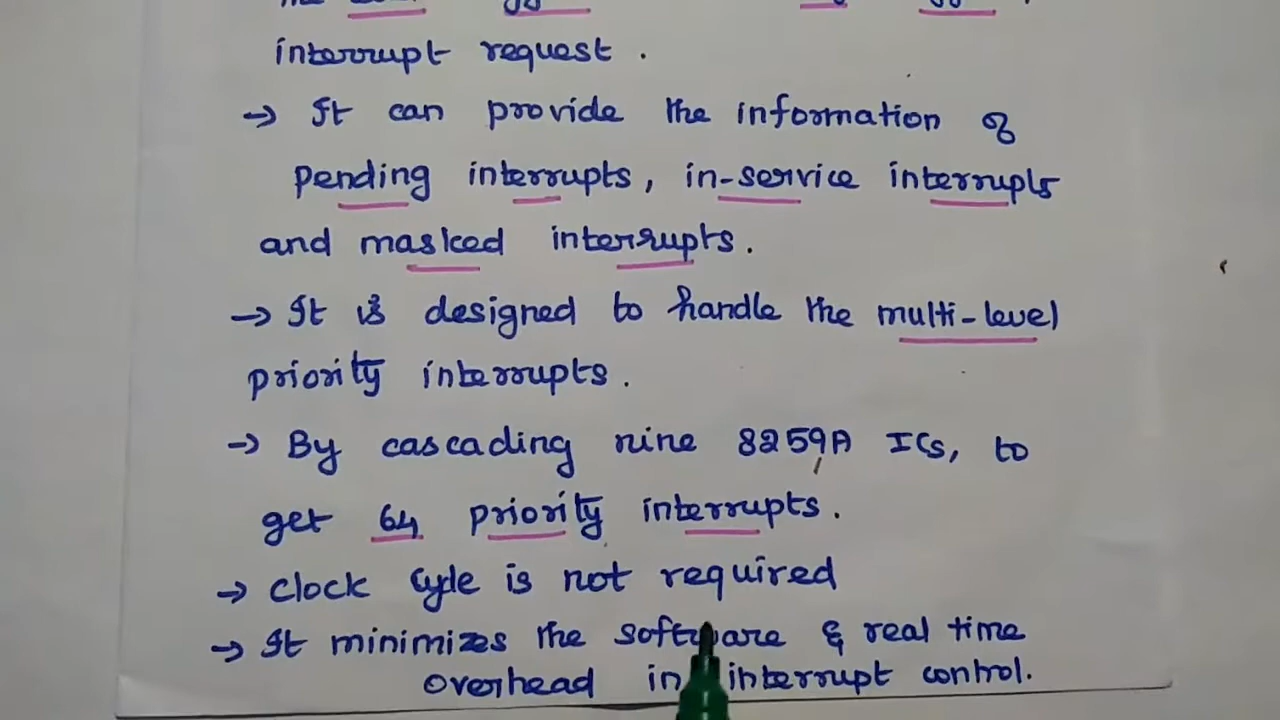 interrupt request.
→ It can provide the information of
pending interrupts, in-service interrupts
and masked interrupts.
→ It is designed to handle the multi-level
priority interrupts.
→ By cascading nine 8259A ICs, to
get 64 priority interrupts.
→ Clock Cycle is not required
→ It minimizes the software & real time
overhead in interrupt control.